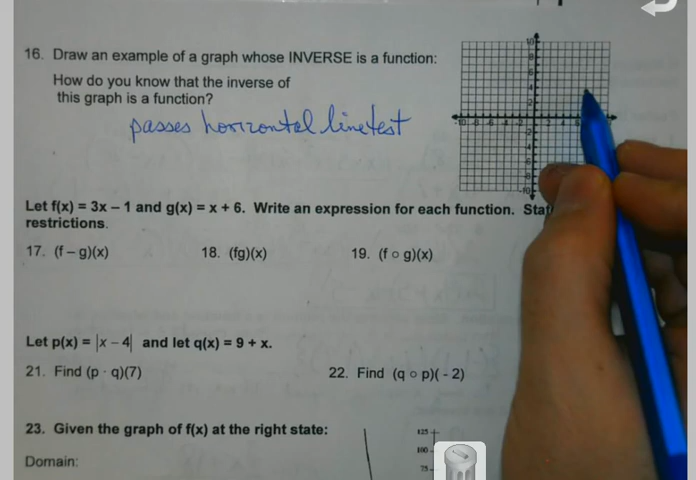 16. Draw an example of a graph whose INVERSE is a function:
How do you know that the inverse of
this graph is a function?
passes horizontal line test
Let f(x) = 3x – 1 and g(x) = x + 6. Write an expression for each function.
restrictions.
17. (f – g)(x) 18. (fg)(x) 19. (f o g)(x)
Let p(x) = |x – 4| and let q(x) = 9 + x.
21. Find (p · q)(7) 22. Find (q o p)( - 2)
23. Given the graph of f(x) at the right state:
125
100
Domain:
75